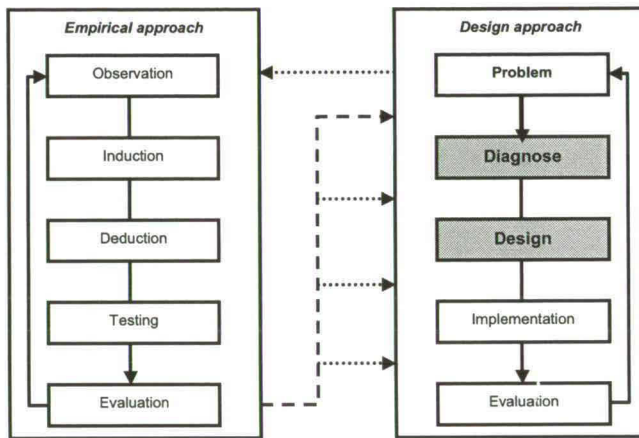 Empirical approach
Observation
Induction
Deduction
Testing
Evaluation
Design approach
Problem
Diagnose
Design
Implementation
Evaluation